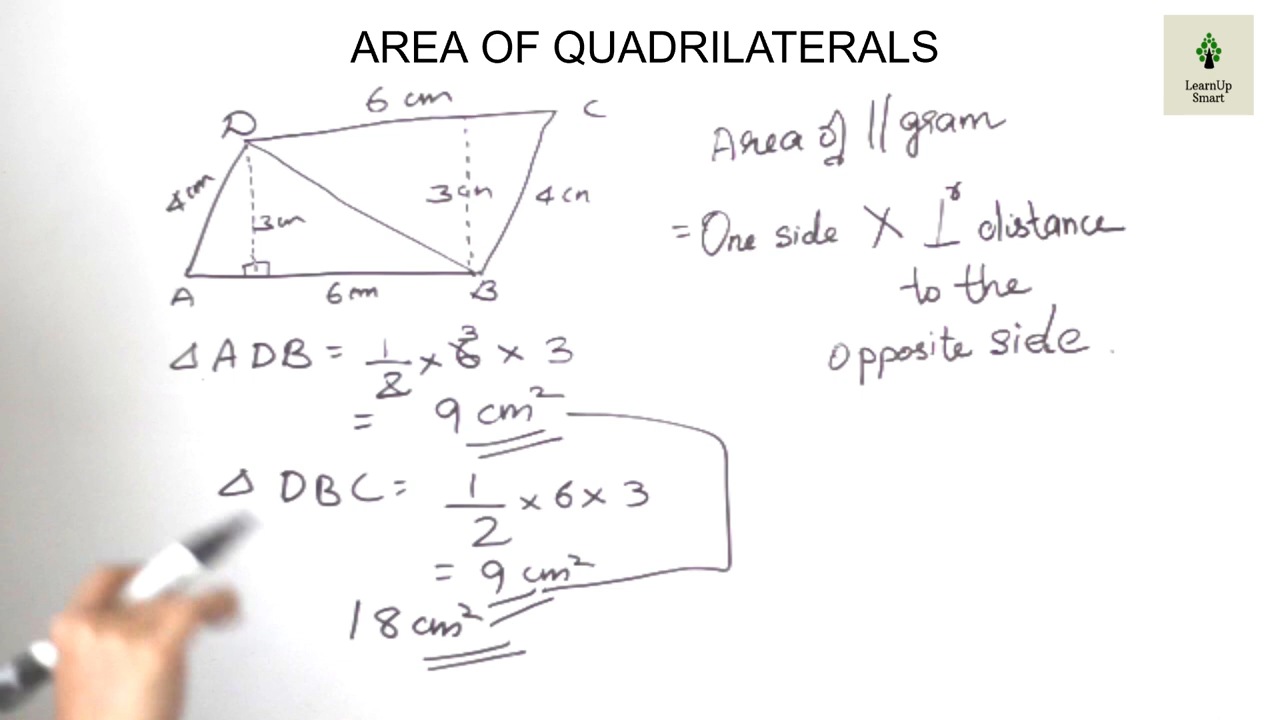 AREA OF QUADRILATERALS
LearnUp
Smart
6 cm
D
C
4cm
3cm
3cm
4cm
A
6cm
B
Area of || gram
= One side X ⊥r distance
to the
opposite side.
Δ ADB = 1/2 × 6 3 × 3
= 9 cm²
Δ DBC = 1/2 × 6 × 3
= 9 cm²
18 cm²